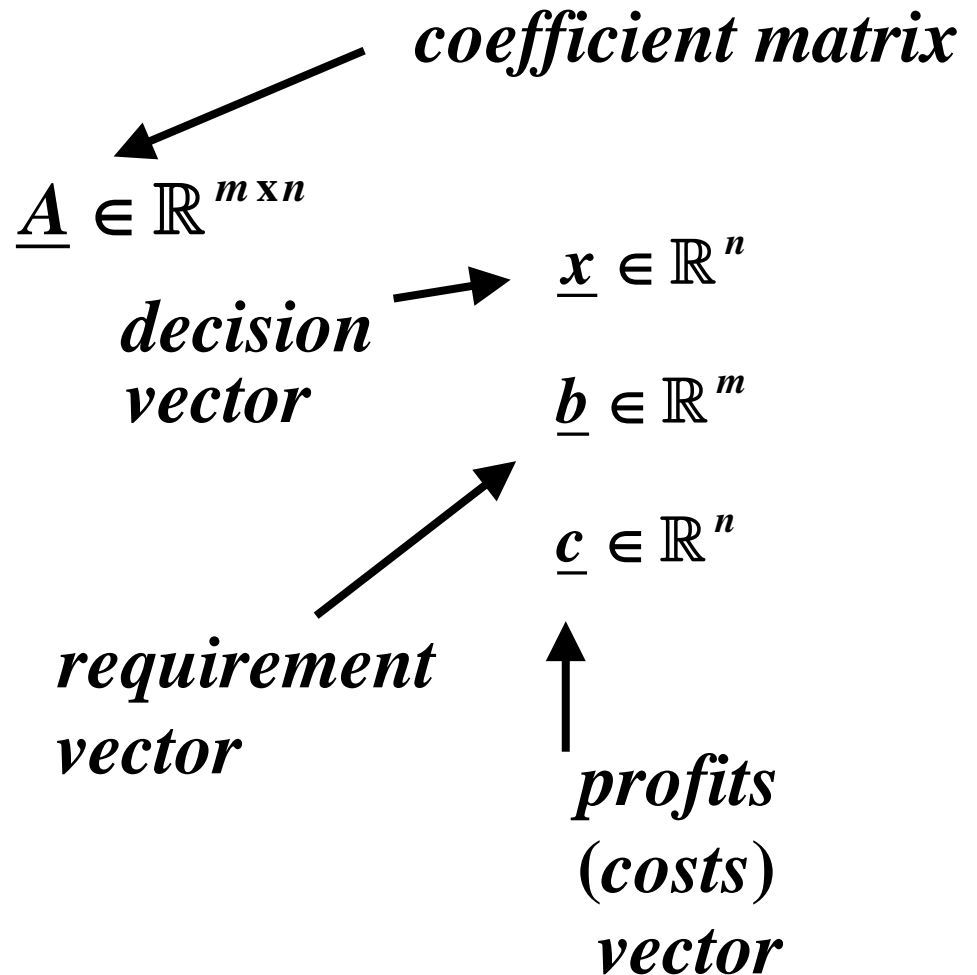 coefficient matrix
A ∈ ℝ^{m x n}
x ∈ ℝ^n
decision
vector
b ∈ ℝ^m
c ∈ ℝ^n
requirement
vector
profits
(costs)
vector